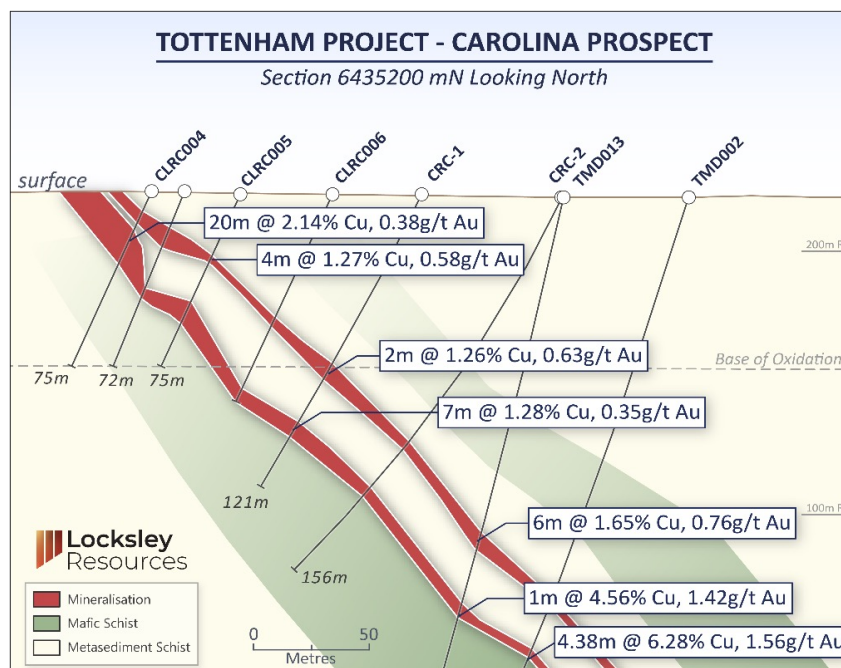 TOTTENHAM PROJECT - CAROLINA PROSPECT
Section 6435200 mN Looking North
surface
CLRC004
CLRC005
CLRC006
CRC-1
CRC-2
TMD013
TMD002
20m @ 2.14% Cu, 0.38g/t Au
4m @ 1.27% Cu, 0.58g/t Au
200m R
2m @ 1.26% Cu, 0.63g/t Au
Base of Oxidation
75m
72m
75m
7m @ 1.28% Cu, 0.35g/t Au
121m
100m
6m @ 1.65% Cu, 0.76g/t Au
156m
Locksley
Resources
1m @ 4.56% Cu, 1.42g/t Au
4.38m @ 6.28% Cu, 1.56g/t Au
Mineralisation
Mafic Schist
Metasediment Schist
0 50
Metres